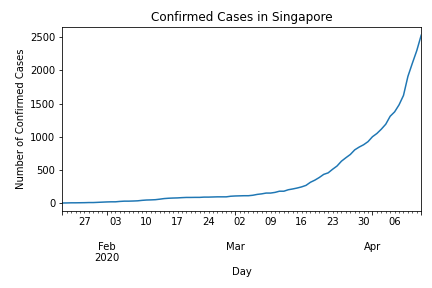 Confirmed Cases in Singapore
2500
2000
1500
1000
500
0
Number of Confirmed Cases
27 03 10 17 24 02 09 16 23 30 06
Feb Mar Apr
2020
Day